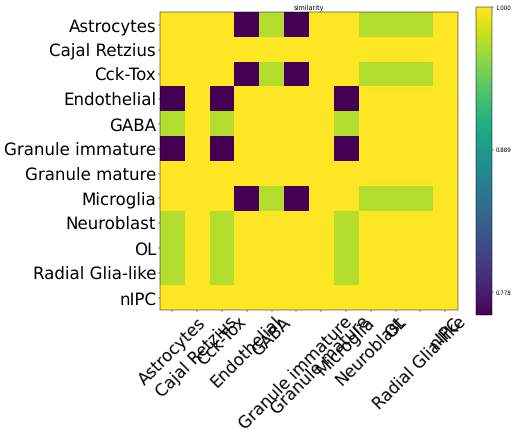 similarity
Astrocytes
Cajal Retzius
Cck-Tox
Endothelial
GABA
Granule immature
Granule mature
Microglia
Neuroblast
OL
Radial Glia-like
nIPC
Astrocytes
Cajal Retzius
Cck-Tox
Endothelial
GABA
Granule immature
Granule mature
Microglia
Neuroblast
OL
Radial Glia-like
nIPC
1.000
0.889
0.778